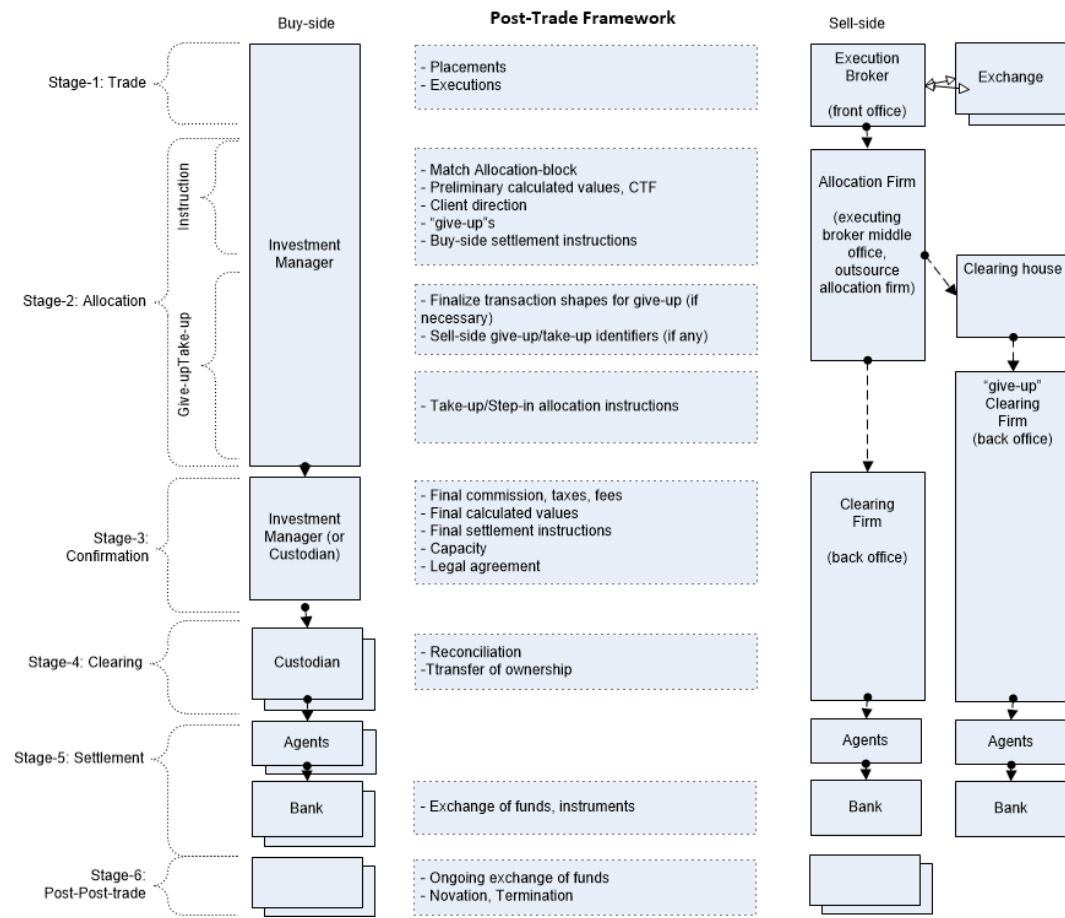 Post-Trade Framework
Buy-side
Sell-side
Stage-1: Trade
- Placements
- Executions
Execution
Broker
(front office)
Exchange
Stage-2: Allocation
Instruction
Give-upTake-up
Investment
Manager
- Match Allocation-block
- Preliminary calculated values, CTF
- Client direction
- "give-up"s
- Buy-side settlement instructions
- Finalize transaction shapes for give-up (if
necessary)
- Sell-side give-up/take-up identifiers (if any)
- Take-up/Step-in allocation instructions
Allocation Firm
(executing
broker middle
office,
outsource
allocation firm)
Clearing house
"give-up"
Clearing
Firm
(back office)
Stage-3:
Confirmation
Investment
Manager (or
Custodian)
- Final commission, taxes, fees
- Final calculated values
- Final settlement instructions
- Capacity
- Legal agreement
Clearing
Firm
(back office)
Stage-4: Clearing
Custodian
- Reconciliation
-Ttransfer of ownership
Stage-5: Settlement
Agents
Agents
Agents
Bank
- Exchange of funds, instruments
Bank
Bank
Stage-6:
Post-Post-trade
- Ongoing exchange of funds
- Novation, Termination